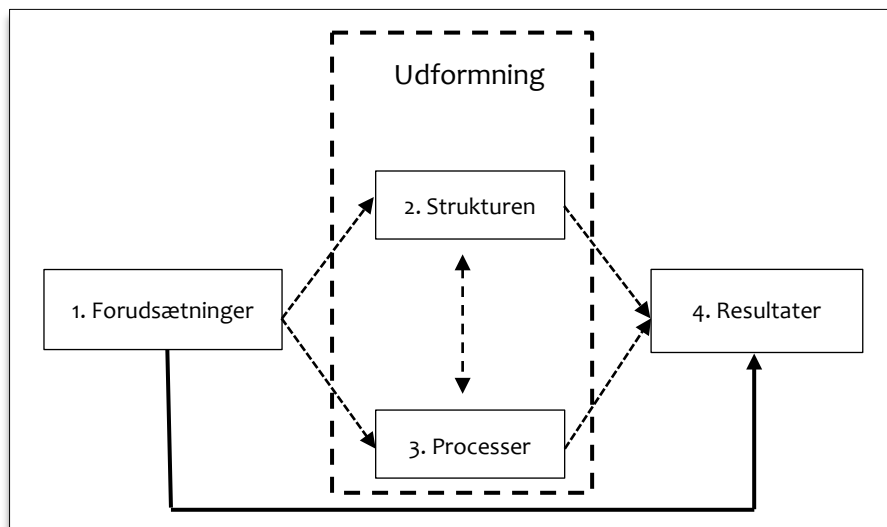 Udformning
2. Strukturen
1. Forudsætninger
4. Resultater
3. Processer